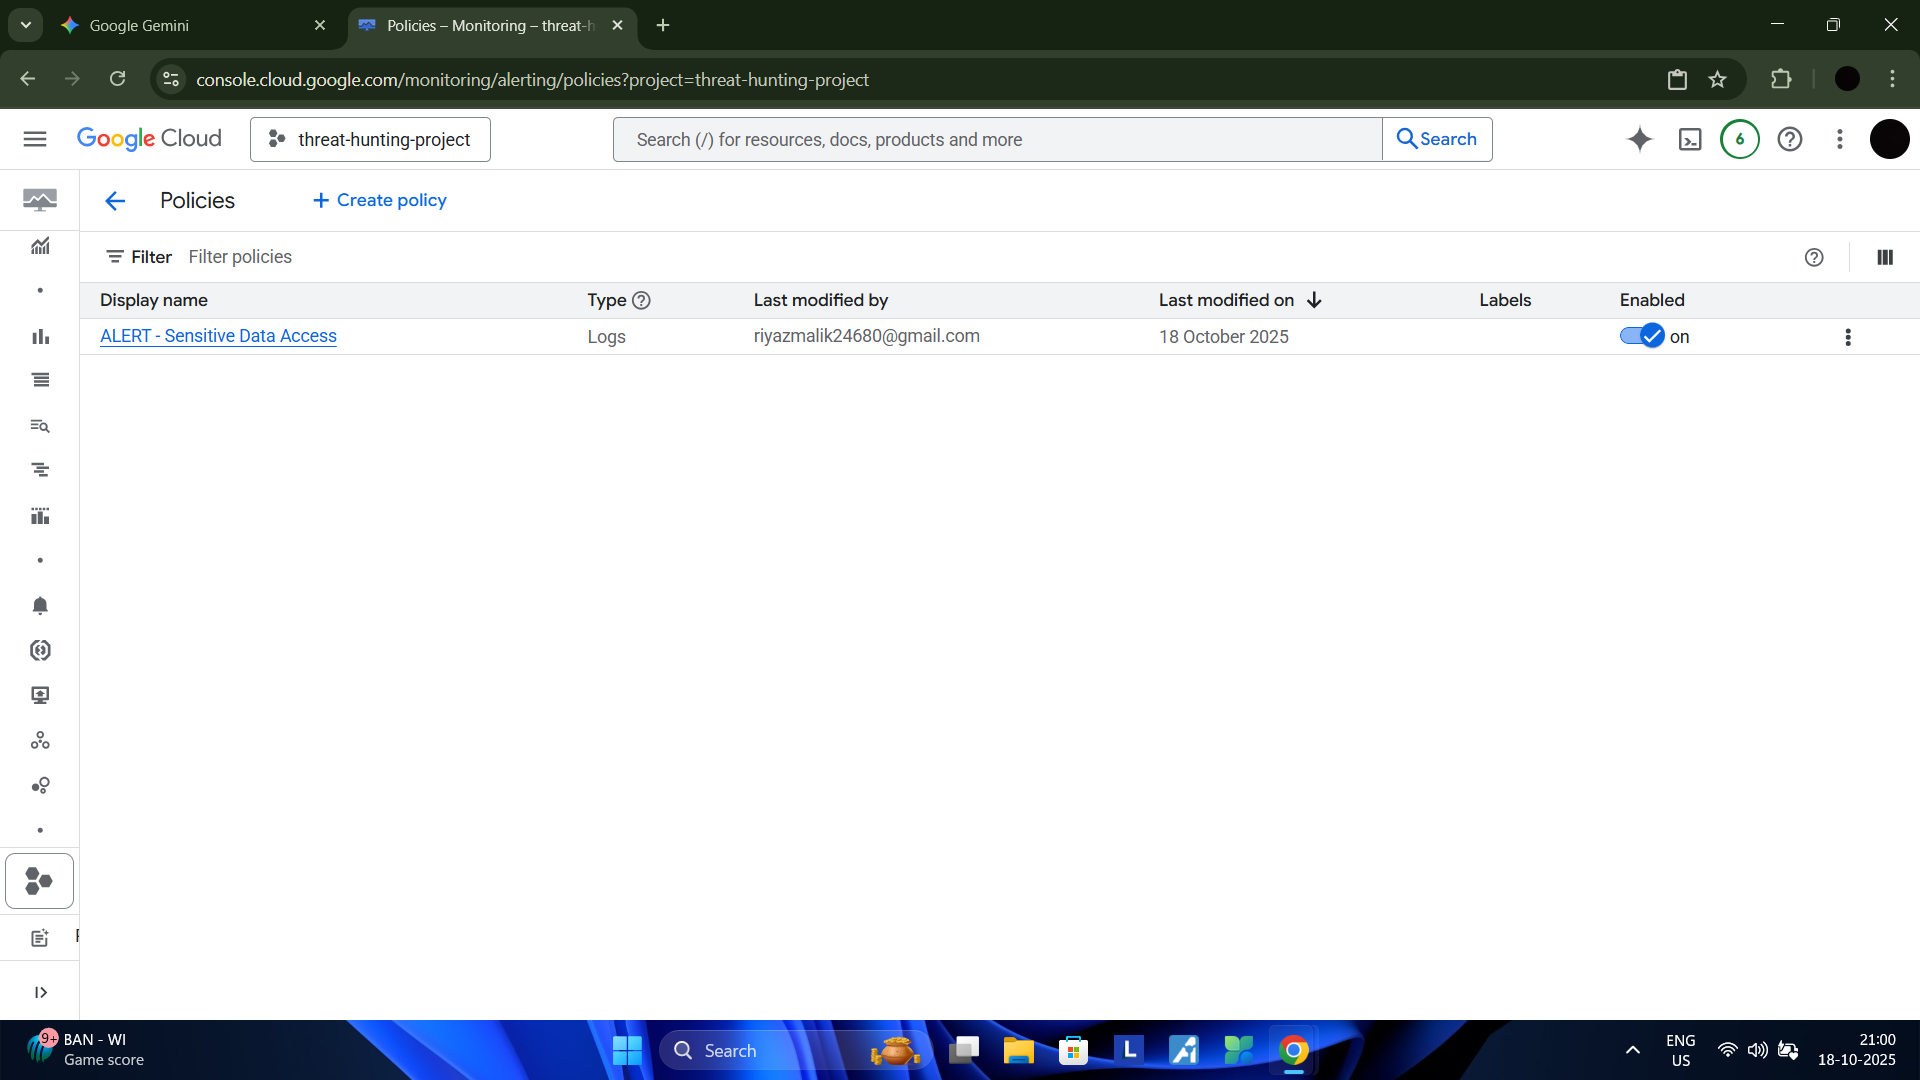 Google Gemini
Policies – Monitoring – threat-h
console.cloud.google.com/monitoring/alerting/policies?project=threat-hunting-project
Google Cloud
threat-hunting-project
Search (/) for resources, docs, products and more
Search
6
Policies
+ Create policy
Filter
Filter policies
Display name
Type
Last modified by
Last modified on
Labels
Enabled
ALERT - Sensitive Data Access
Logs
riyazmalik24680@gmail.com
18 October 2025
on
9+
BAN - WI
Game score
Search
L
ENG
US
21:00
18-10-2025